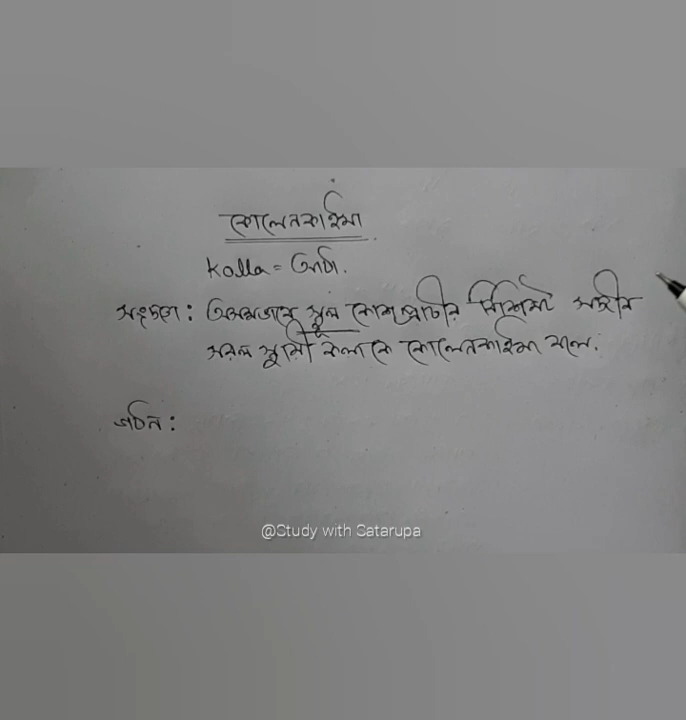 কোলেনকাইমা
Kolla = আঠা.
সংজ্ঞা : অসমভাবে স্থূল কোশপ্রাচীর বিশিষ্ট সজীব
সরল স্থায়ী কলাকে কোলেনকাইমা বলে.
গঠন :
@Study with Satarupa